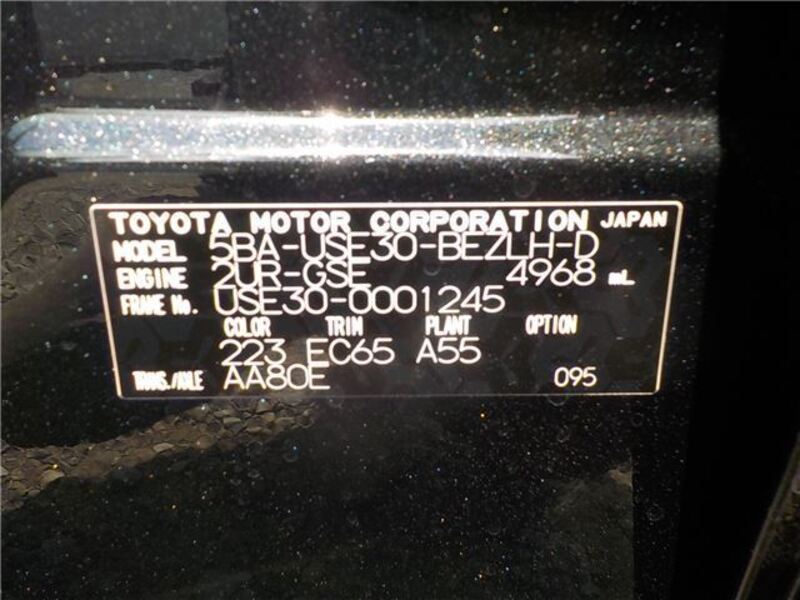 TOYOTA MOTOR CORPORATION JAPAN
MODEL 5BA-USE30-BEZLH-D
ENGINE 2UR-GSE 4968 mL
FRAME No. USE30-0001245
COLOR TRIM PLANT OPTION
223 EC65 A55
TRANS./AXLE AA80E 095